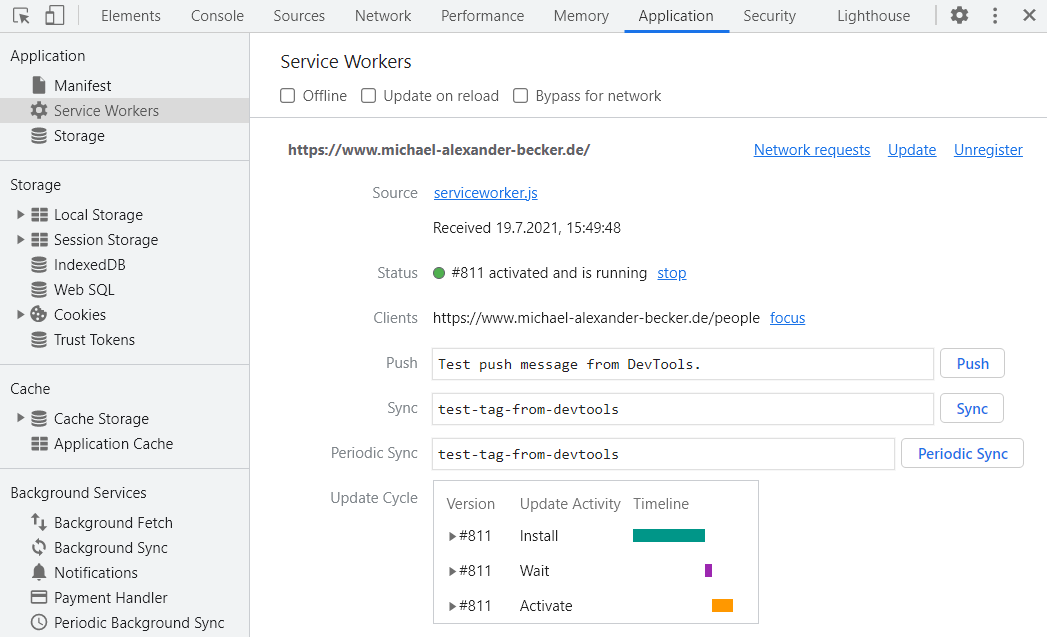 Elements Console Sources Network Performance Memory Application Security Lighthouse
Application
Manifest
Service Workers
Storage
Storage
Local Storage
Session Storage
IndexedDB
Web SQL
Cookies
Trust Tokens
Cache
Cache Storage
Application Cache
Background Services
Background Fetch
Background Sync
Notifications
Payment Handler
Periodic Background Sync
Service Workers
Offline Update on reload Bypass for network
https://www.michael-alexander-becker.de/ Network requests Update Unregister
Source serviceworker.js
Received 19.7.2021, 15:49:48
Status #811 activated and is running stop
Clients https://www.michael-alexander-becker.de/people focus
Push Test push message from DevTools. Push
Sync test-tag-from-devtools Sync
Periodic Sync test-tag-from-devtools Periodic Sync
Update Cycle Version Update Activity Timeline
#811 Install
#811 Wait
#811 Activate